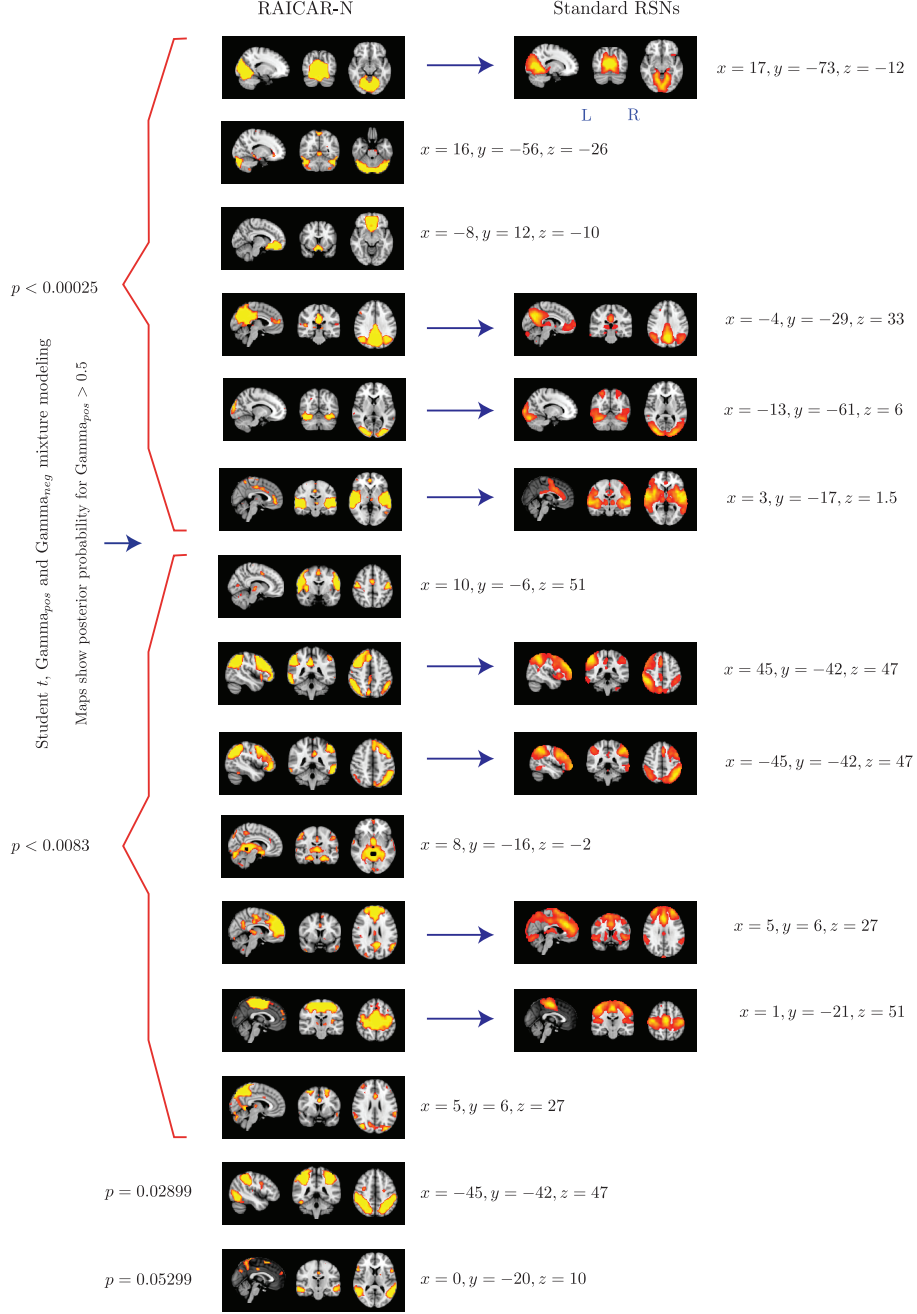 RAICAR-N
Standard RSNs
x = 17, y = −73, z = −12
L R
x = 16, y = −56, z = −26
x = −8, y = 12, z = −10
p < 0.00025
x = −4, y = −29, z = 33
x = −13, y = −61, z = 6
x = 3, y = −17, z = 1.5
Student t, Gamma_pos and Gamma_neg mixture modeling
Maps show posterior probability for Gamma_pos > 0.5
x = 10, y = −6, z = 51
x = 45, y = −42, z = 47
x = −45, y = −42, z = 47
p < 0.0083
x = 8, y = −16, z = −2
x = 5, y = 6, z = 27
x = 1, y = −21, z = 51
x = 5, y = 6, z = 27
p = 0.02899
x = −45, y = −42, z = 47
p = 0.05299
x = 0, y = −20, z = 10